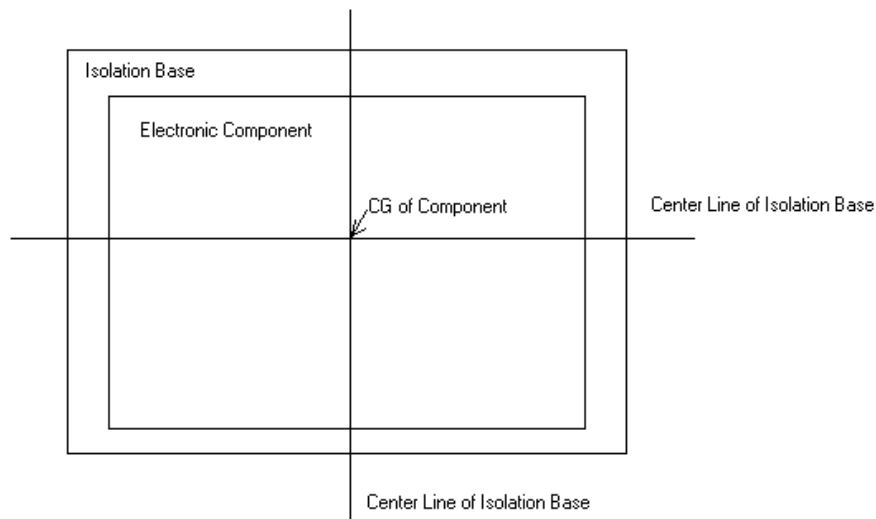 Isolation Base
Electronic Component
CG of Component
Center Line of Isolation Base
Center Line of Isolation Base